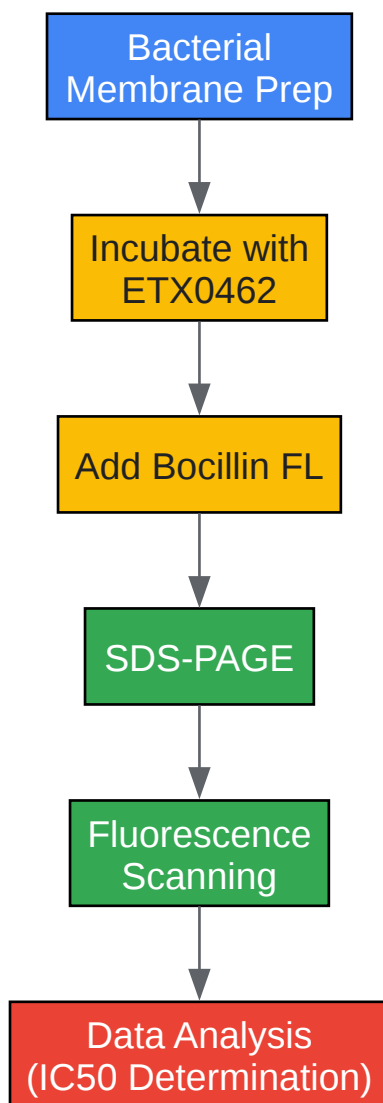 Bacterial
Membrane Prep
Incubate with
ETX0462
Add Bocillin FL
SDS-PAGE
Fluorescence
Scanning
Data Analysis
(IC50 Determination)